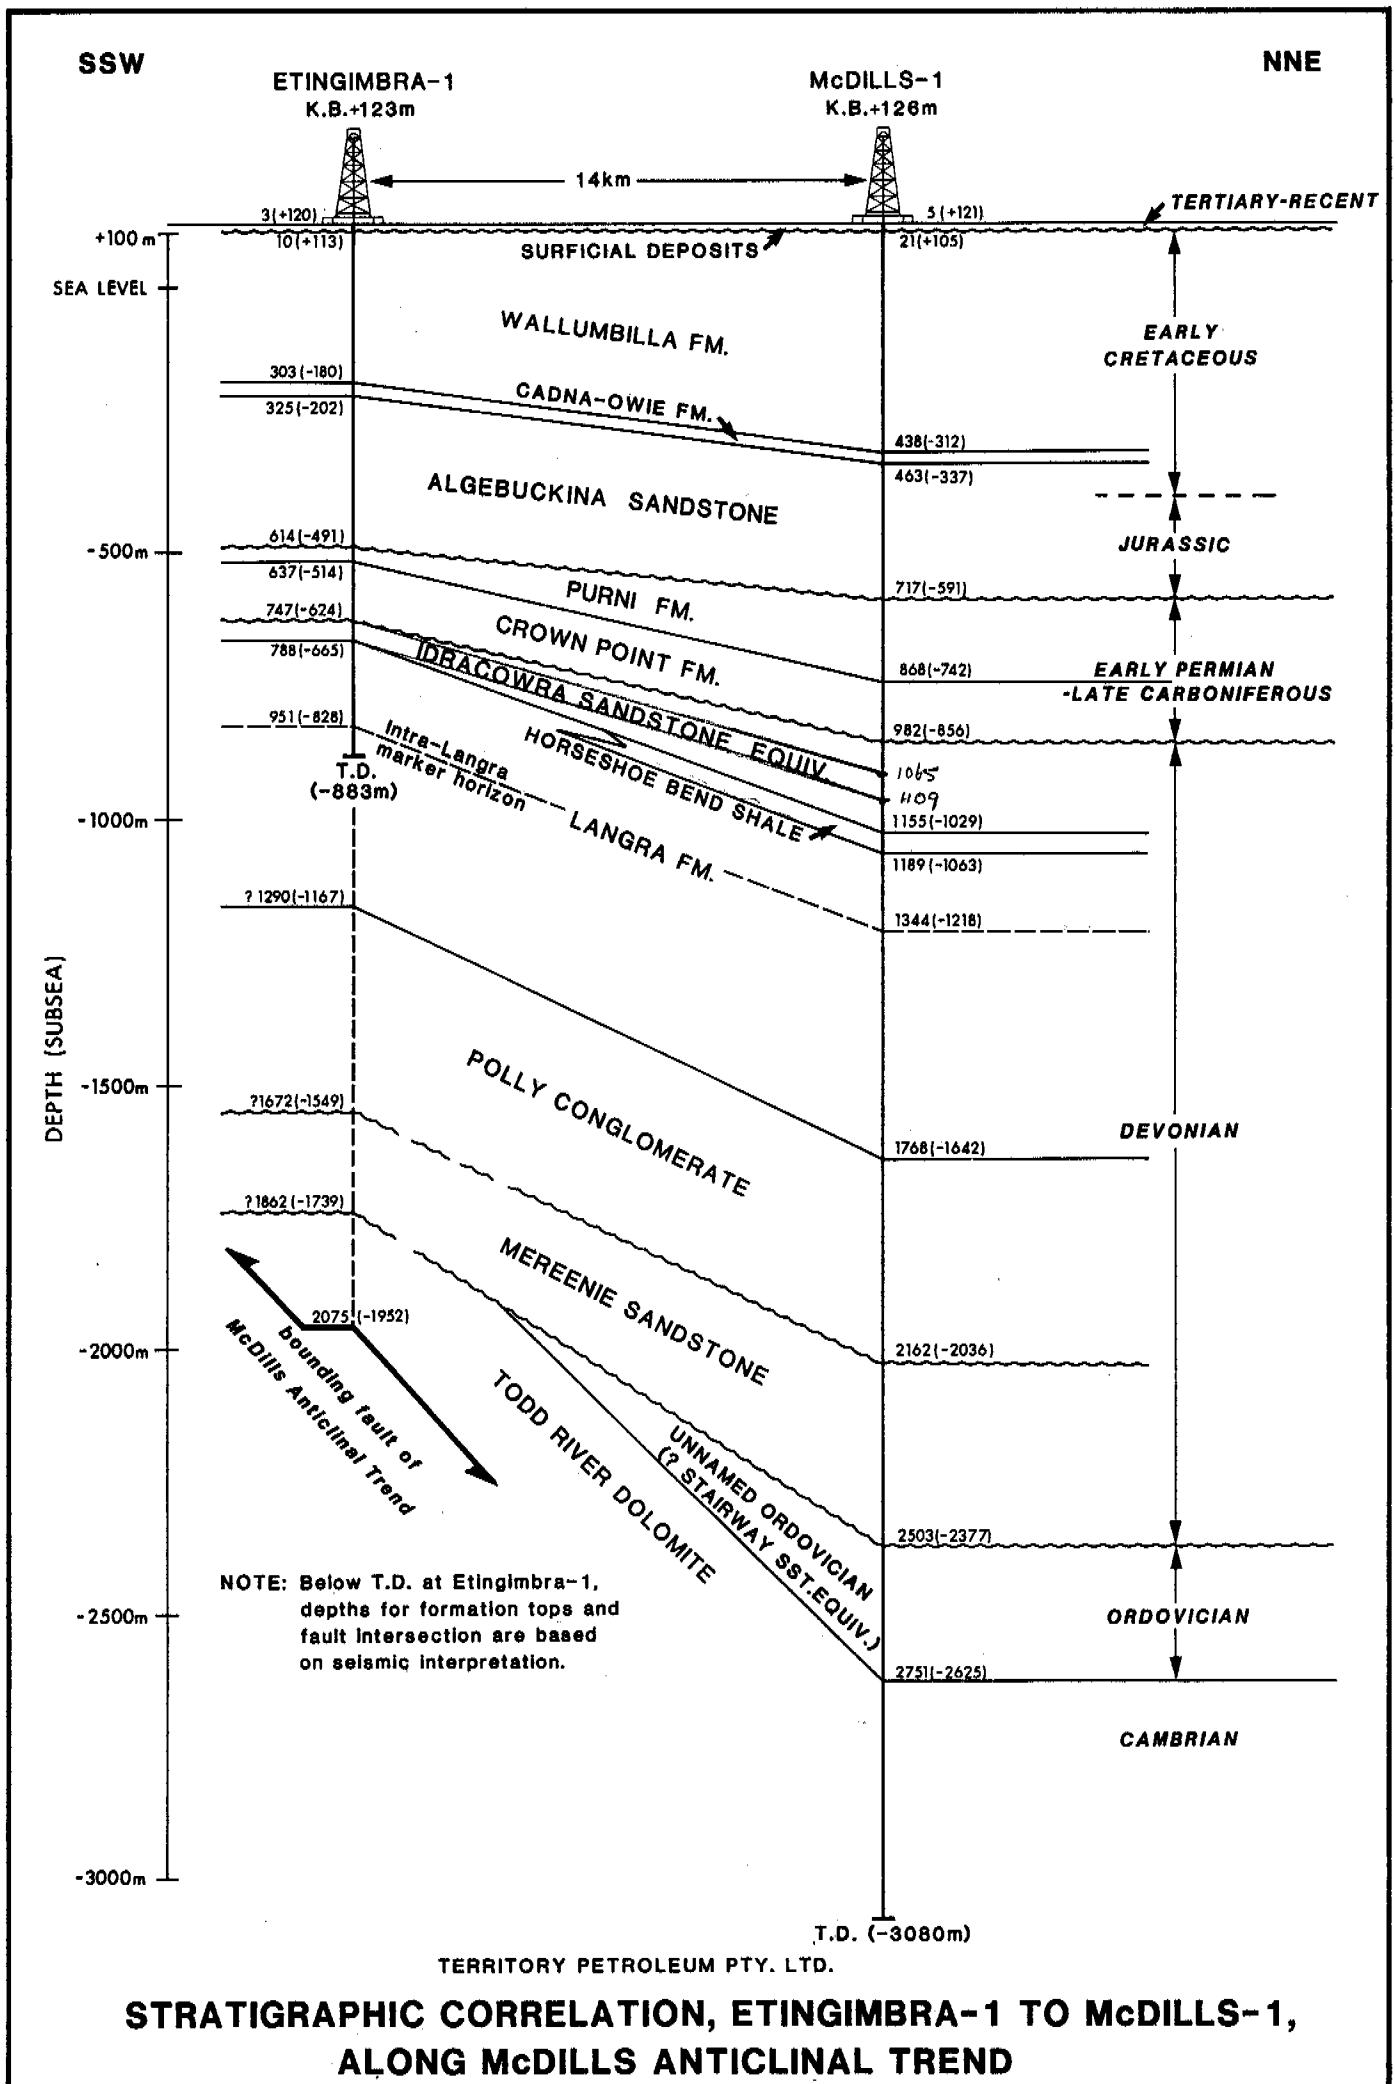 SSW
NNE
ETINGIMBRA-1
K.B.+123m
McDILLS-1
K.B.+126m
14km
3(+120)
5(+121)
TERTIARY-RECENT
+100m
10(+113)
SURFICIAL DEPOSITS
21(+105)
SEA LEVEL
WALLUMBILLA FM.
EARLY
CRETACEOUS
303(-180)
325(-202)
CADNA-OWIE FM.
438(-312)
463(-337)
ALGEBUCKINA SANDSTONE
614(-491)
-500m
JURASSIC
637(-514)
PURNI FM.
717(-591)
747(-624)
CROWN POINT FM.
788(-665)
IDRACOWRA SANDSTONE EQUIV.
868(-742)
EARLY PERMIAN
-LATE CARBONIFEROUS
951(-828)
Intra-Langra
marker horizon
HORSESHOE BEND SHALE
982(-856)
T.D.
(-883m)
1065
1109
-1000m
LANGRA FM.
1155(-1029)
1189(-1063)
?1290(-1167)
1344(-1218)
DEPTH (SUBSEA)
POLLY CONGLOMERATE
-1500m
?1672(-1549)
DEVONIAN
1768(-1642)
?1862(-1739)
MEREENIE SANDSTONE
2075(-1952)
bounding fault of
McDills Anticlinal Trend
-2000m
2162(-2036)
TODD RIVER DOLOMITE
UNNAMED ORDOVICIAN
(? STAIRWAY SST. EQUIV.)
2503(-2377)
NOTE: Below T.D. at Etingimbra-1,
depths for formation tops and
fault intersection are based
on seismic interpretation.
-2500m
ORDOVICIAN
2751(-2625)
CAMBRIAN
-3000m
T.D. (-3080m)
TERRITORY PETROLEUM PTY. LTD.
STRATIGRAPHIC CORRELATION, ETINGIMBRA-1 TO McDILLS-1,
ALONG McDILLS ANTICLINAL TREND